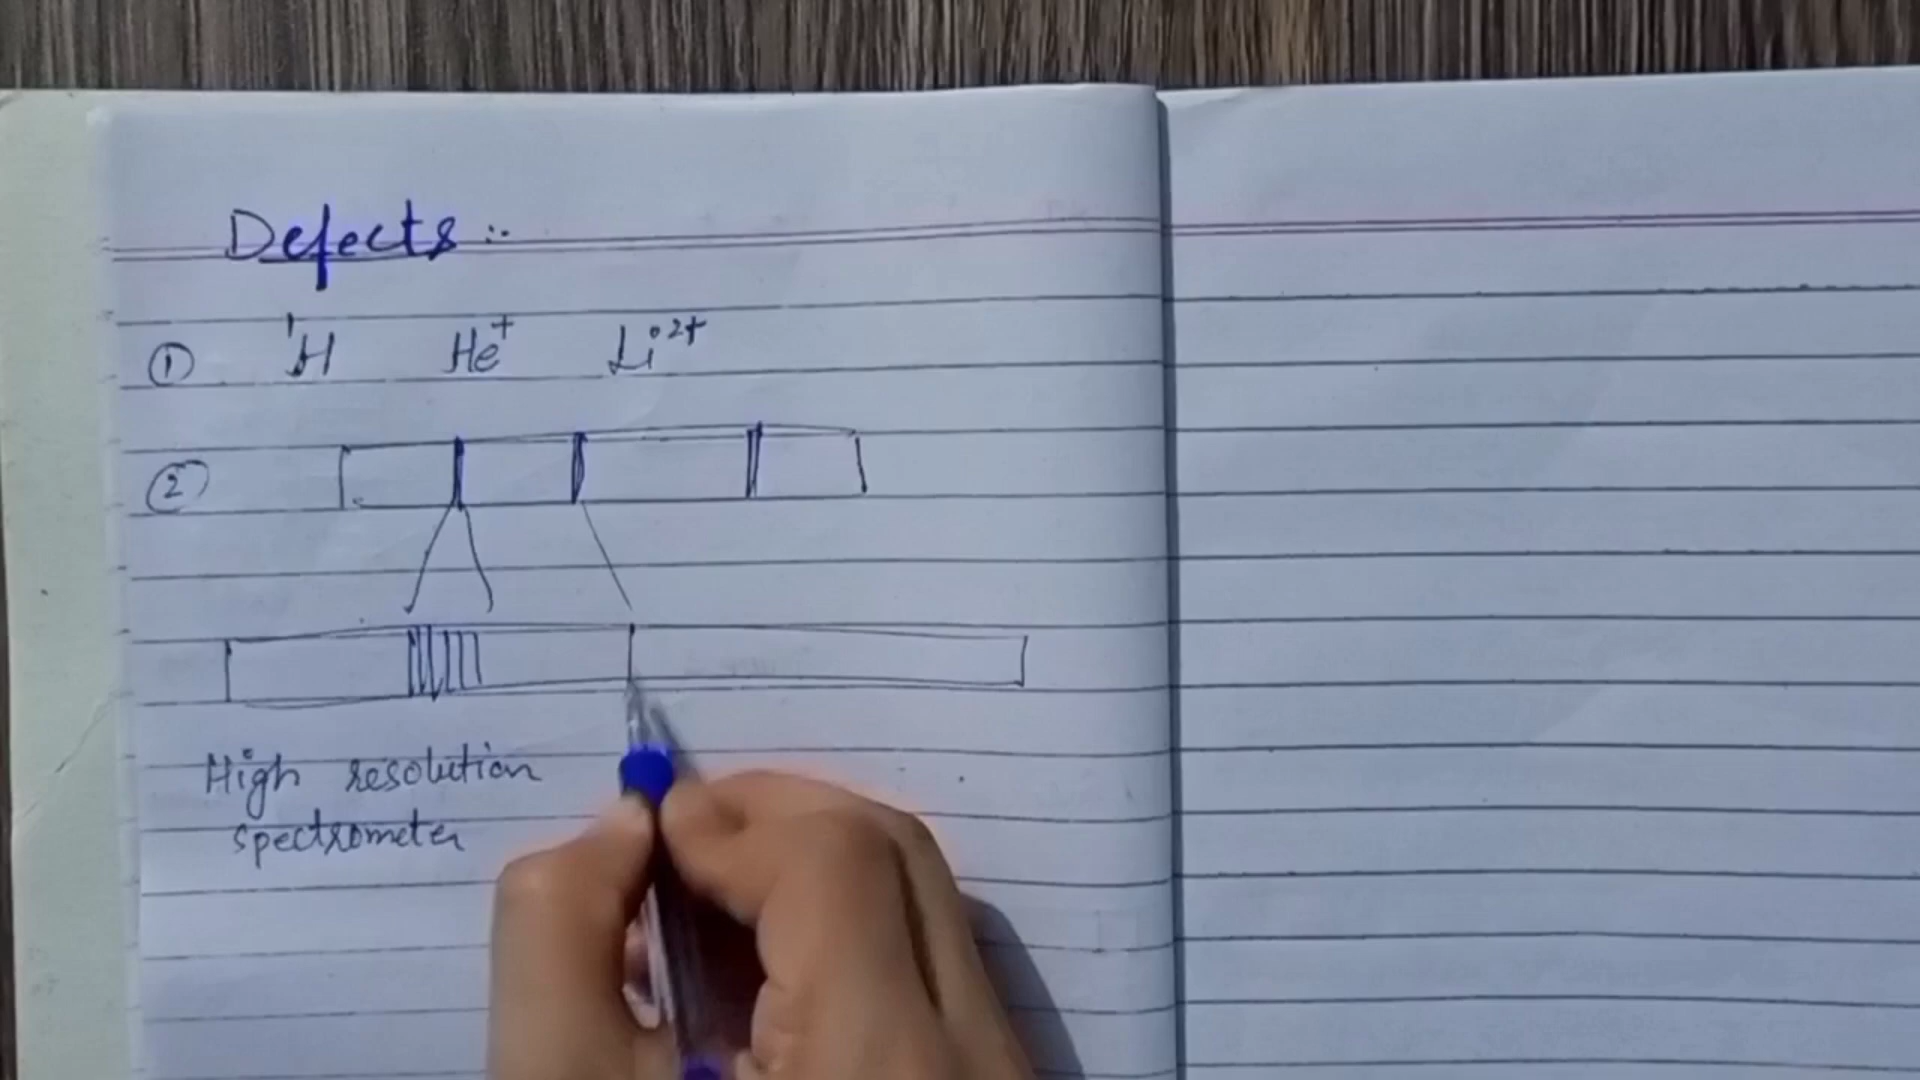 Defects :-
① ¹H He⁺ Li²⁺
②
High resolution
spectrometer